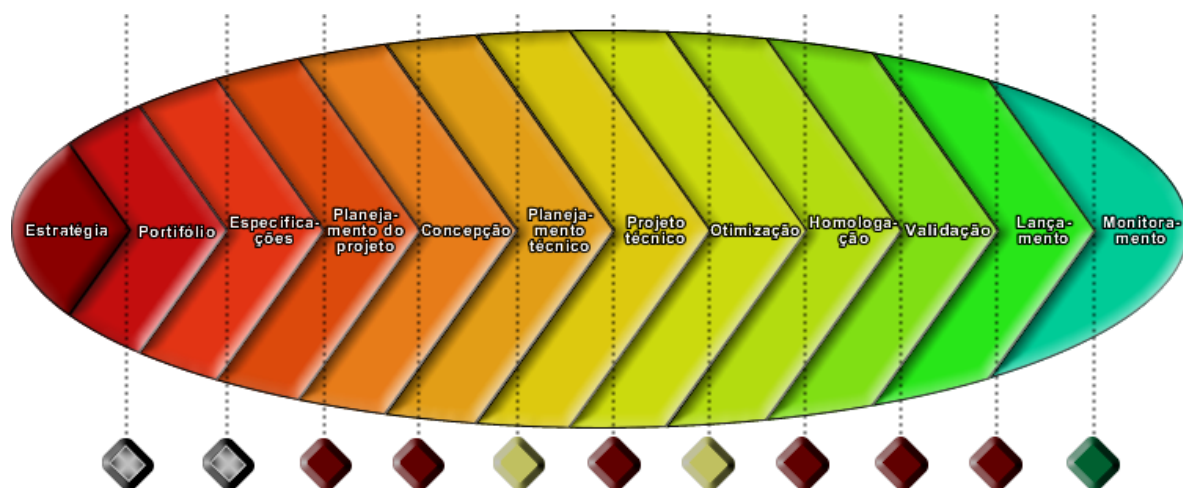 Estratégia
Portifólio
Especifica-
ções
Planeja-
mento do
projeto
Concepção
Planeja-
mento
técnico
Projeto
técnico
Otimização
Homologa-
ção
Validação
Lança-
mento
Monitora-
mento